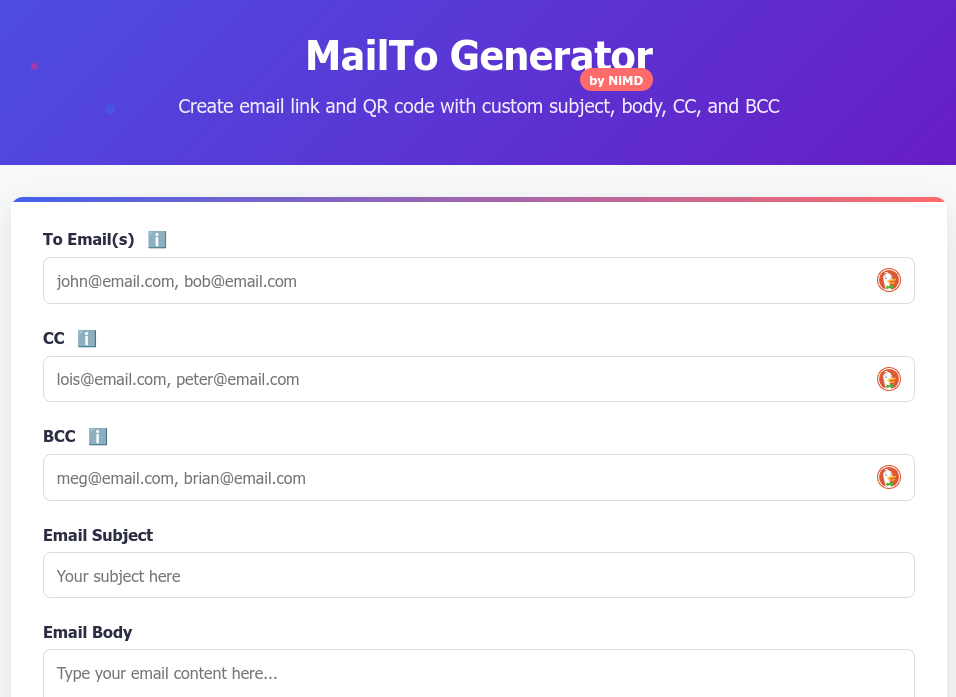 MailTo Generator
by NIMD
Create email link and QR code with custom subject, body, CC, and BCC
To Email(s) ℹ️
john@email.com, bob@email.com
CC ℹ️
lois@email.com, peter@email.com
BCC ℹ️
meg@email.com, brian@email.com
Email Subject
Your subject here
Email Body
Type your email content here...